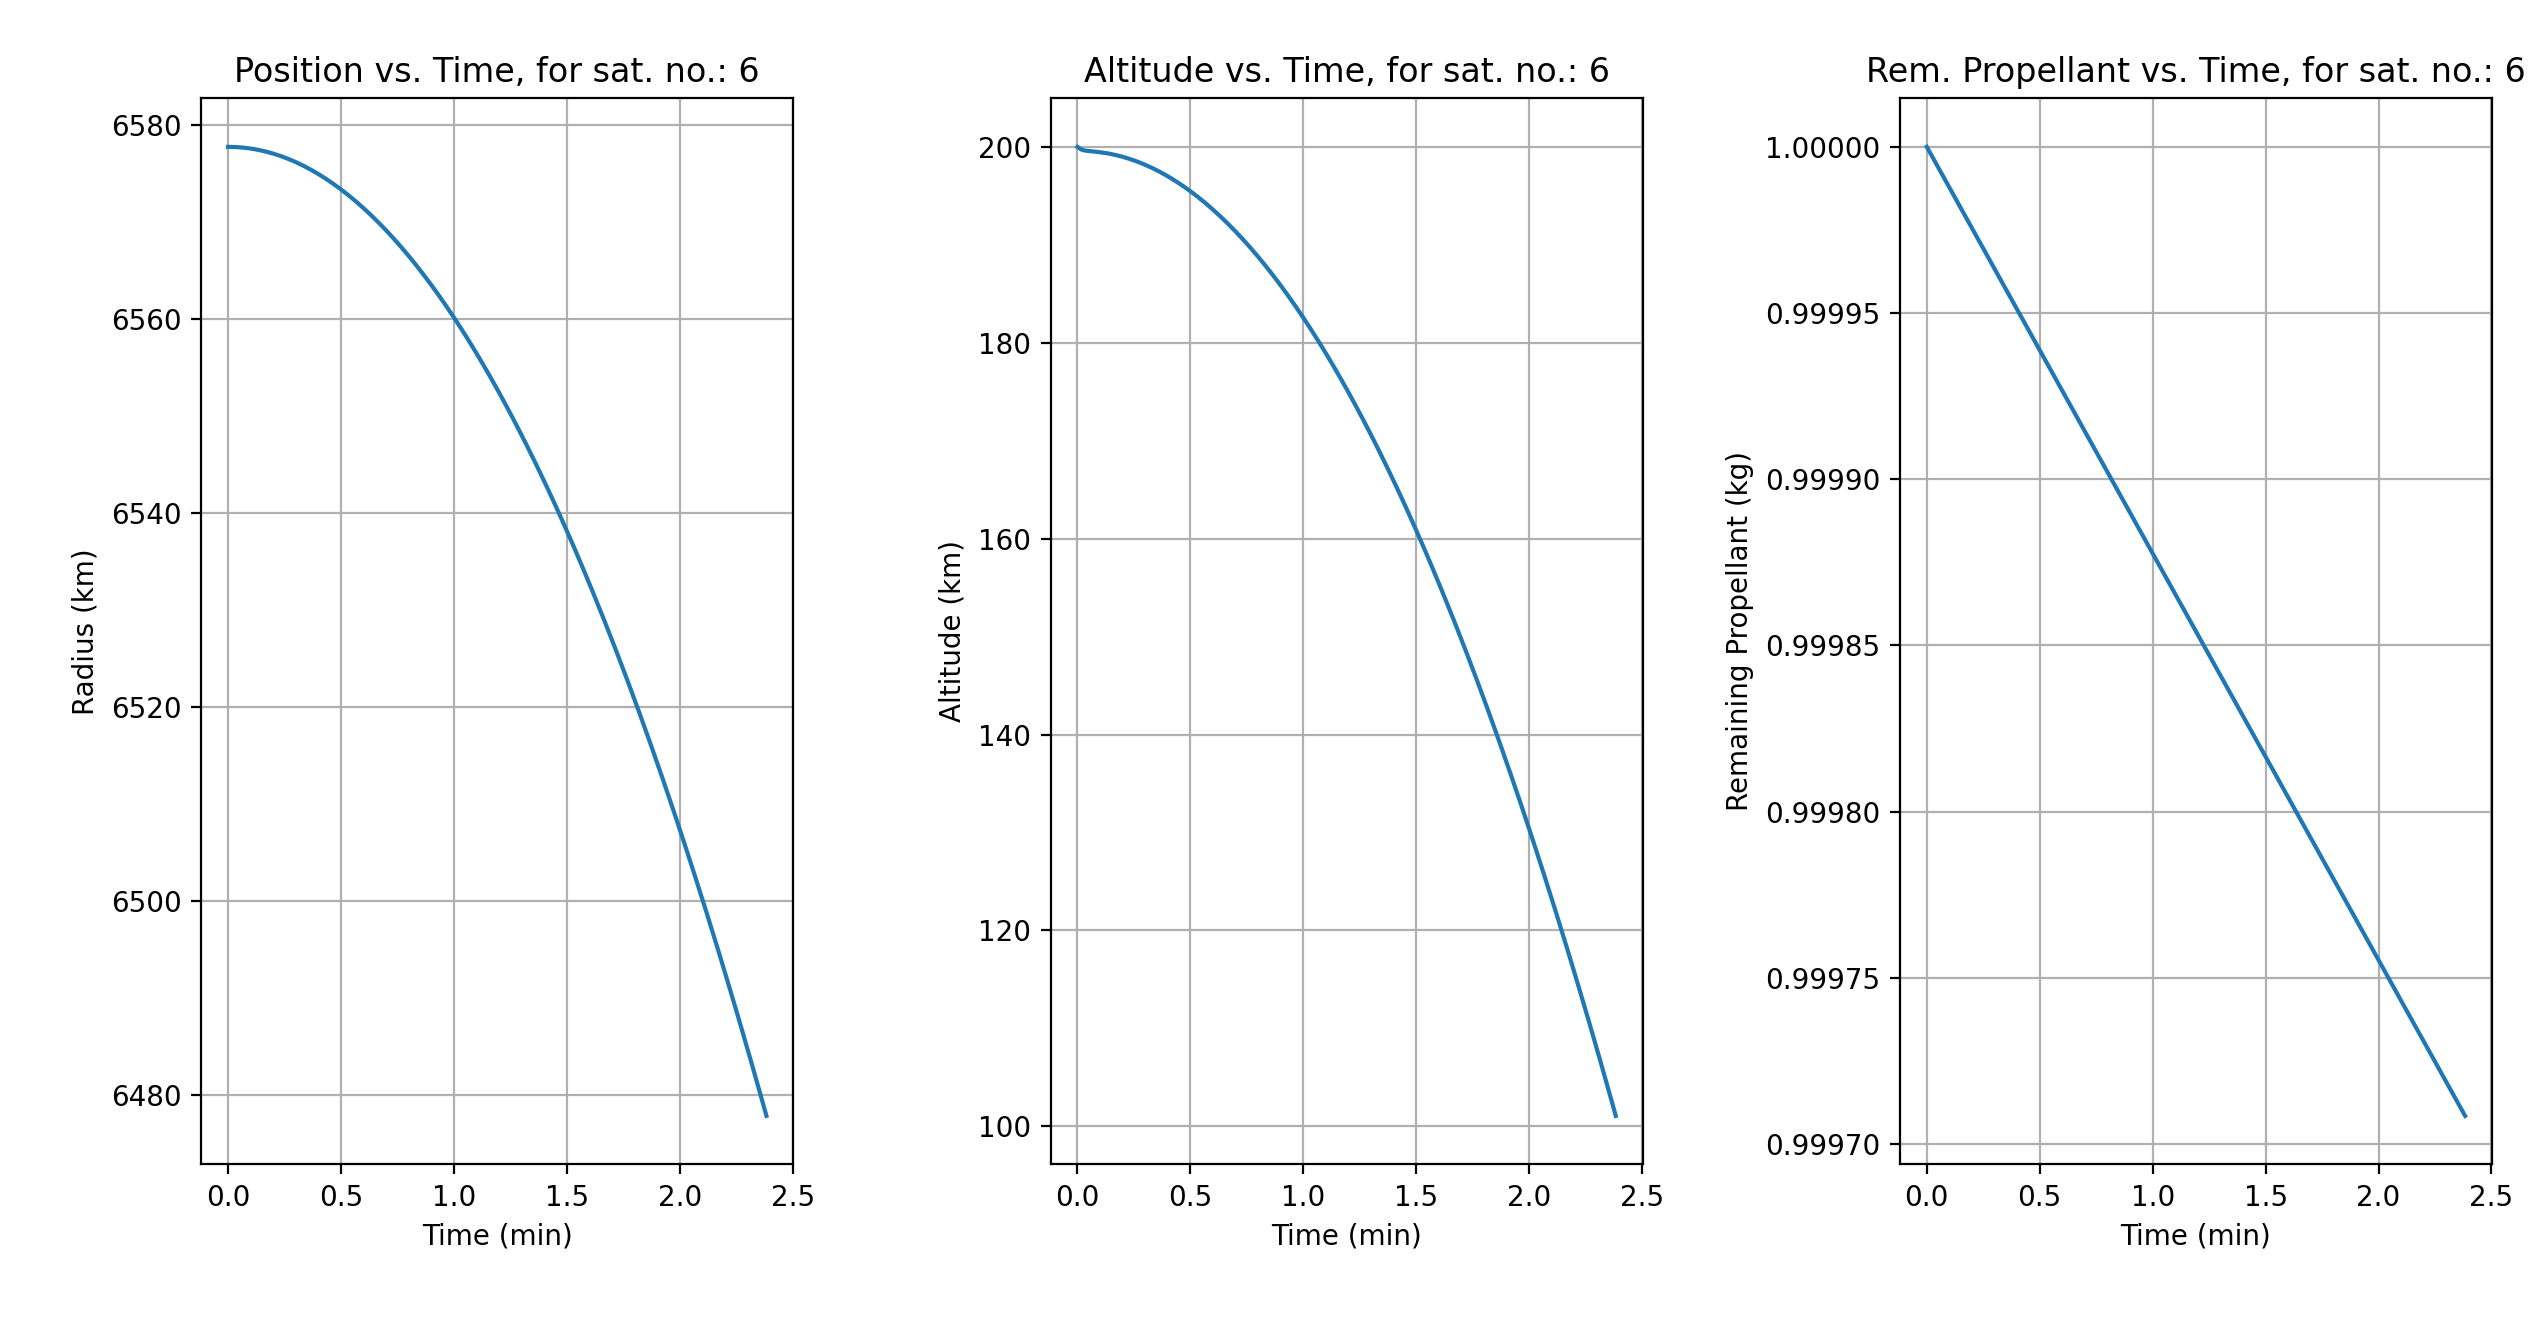 Position vs. Time, for sat. no.: 6
Radius (km)
6580
6560
6540
6520
6500
6480
0.0 0.5 1.0 1.5 2.0 2.5
Time (min)
Altitude vs. Time, for sat. no.: 6
Altitude (km)
200
180
160
140
120
100
0.0 0.5 1.0 1.5 2.0 2.5
Time (min)
Rem. Propellant vs. Time, for sat. no.: 6
Remaining Propellant (kg)
1.00000
0.99995
0.99990
0.99985
0.99980
0.99975
0.99970
0.0 0.5 1.0 1.5 2.0 2.5
Time (min)